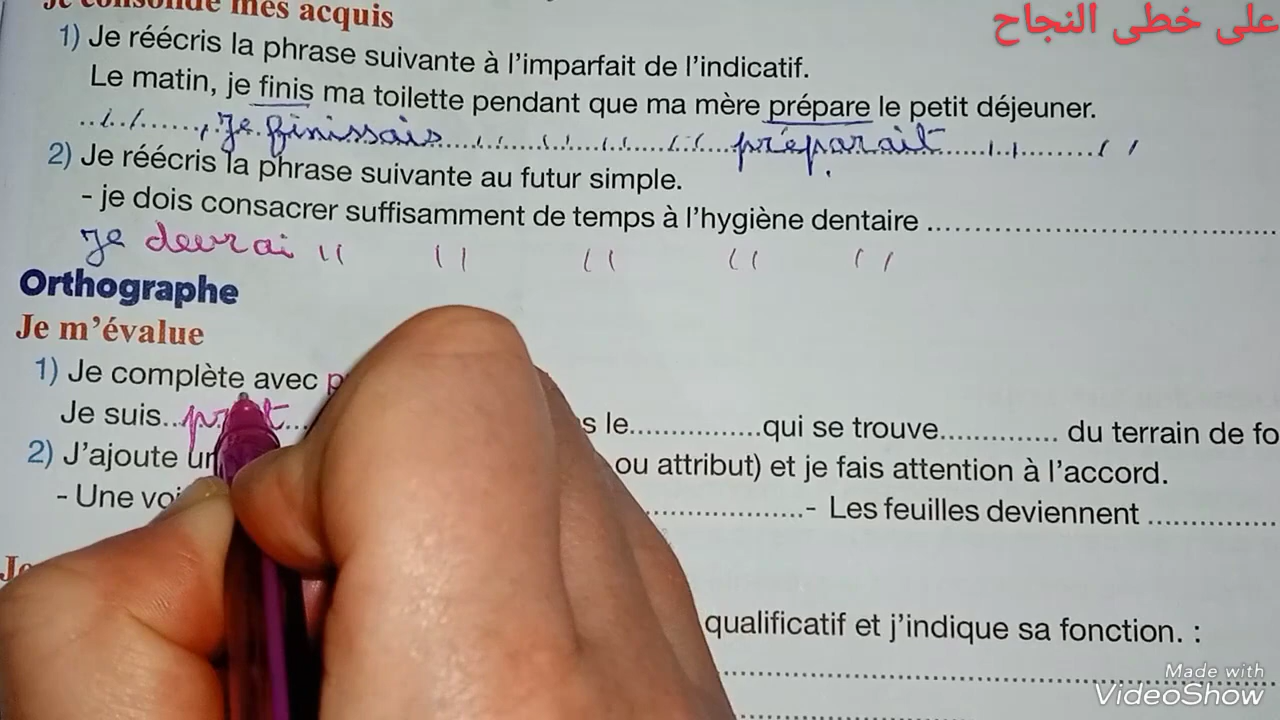 Je consolide mes acquis
على خطى النجاح
1) Je réécris la phrase suivante à l'imparfait de l'indicatif.
Le matin, je finis ma toilette pendant que ma mère prépare le petit déjeuner.
Je finissais préparait
2) Je réécris la phrase suivante au futur simple.
- je dois consacrer suffisamment de temps à l'hygiène dentaire ..............................
Je devrai
Orthographe
Je m'évalue
1) Je complète avec
Je suis..prêt... le...............qui se trouve.............. du terrain de fo
2) J'ajoute ou attribut) et je fais attention à l'accord.
- Une ..................- Les feuilles deviennent ...............
qualificatif et j'indique sa fonction. :
Made with
VideoShow